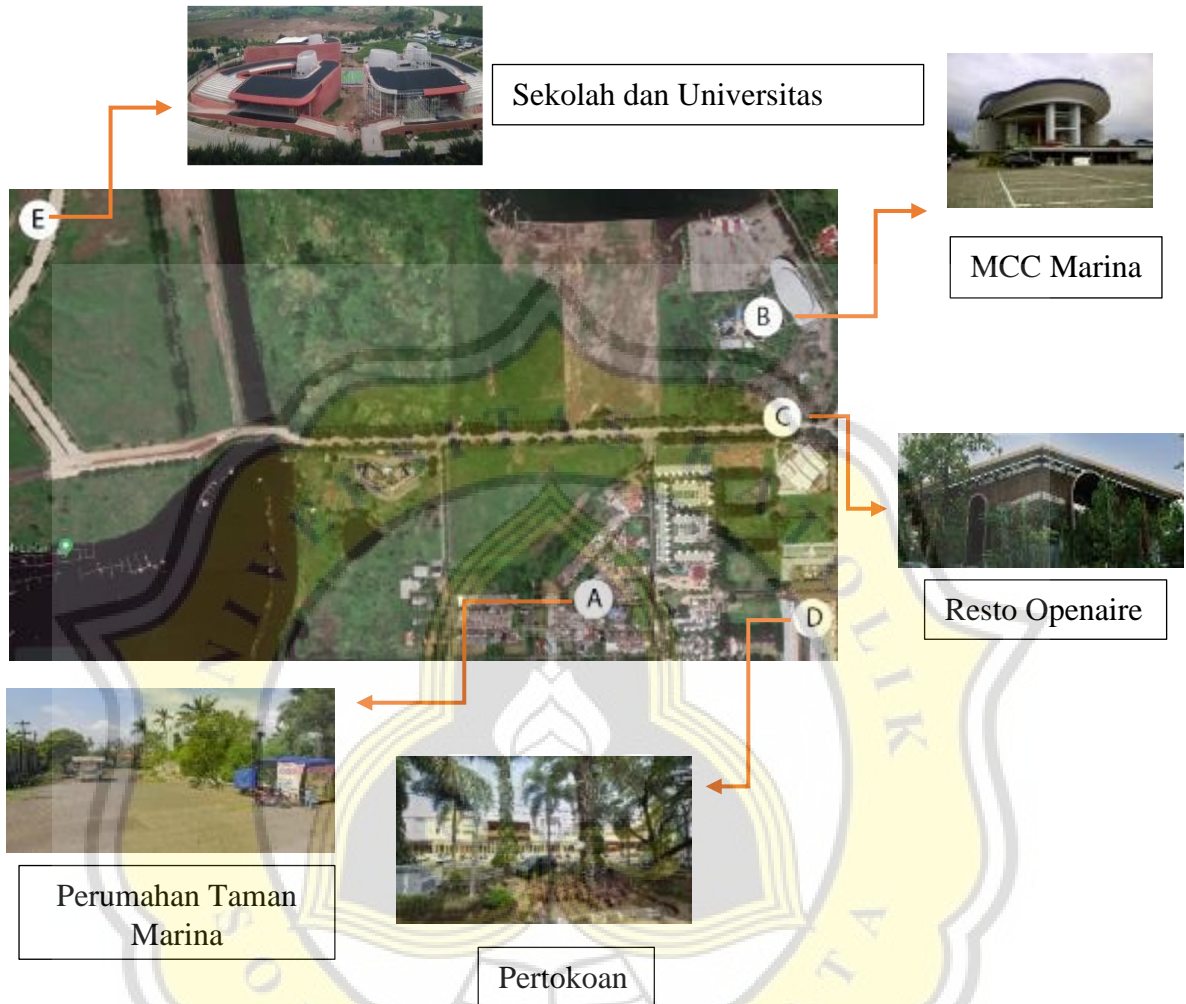 Sekolah dan Universitas
MCC Marina
E
B
C
A
D
Resto Openaire
Perumahan Taman
Marina
Pertokoan